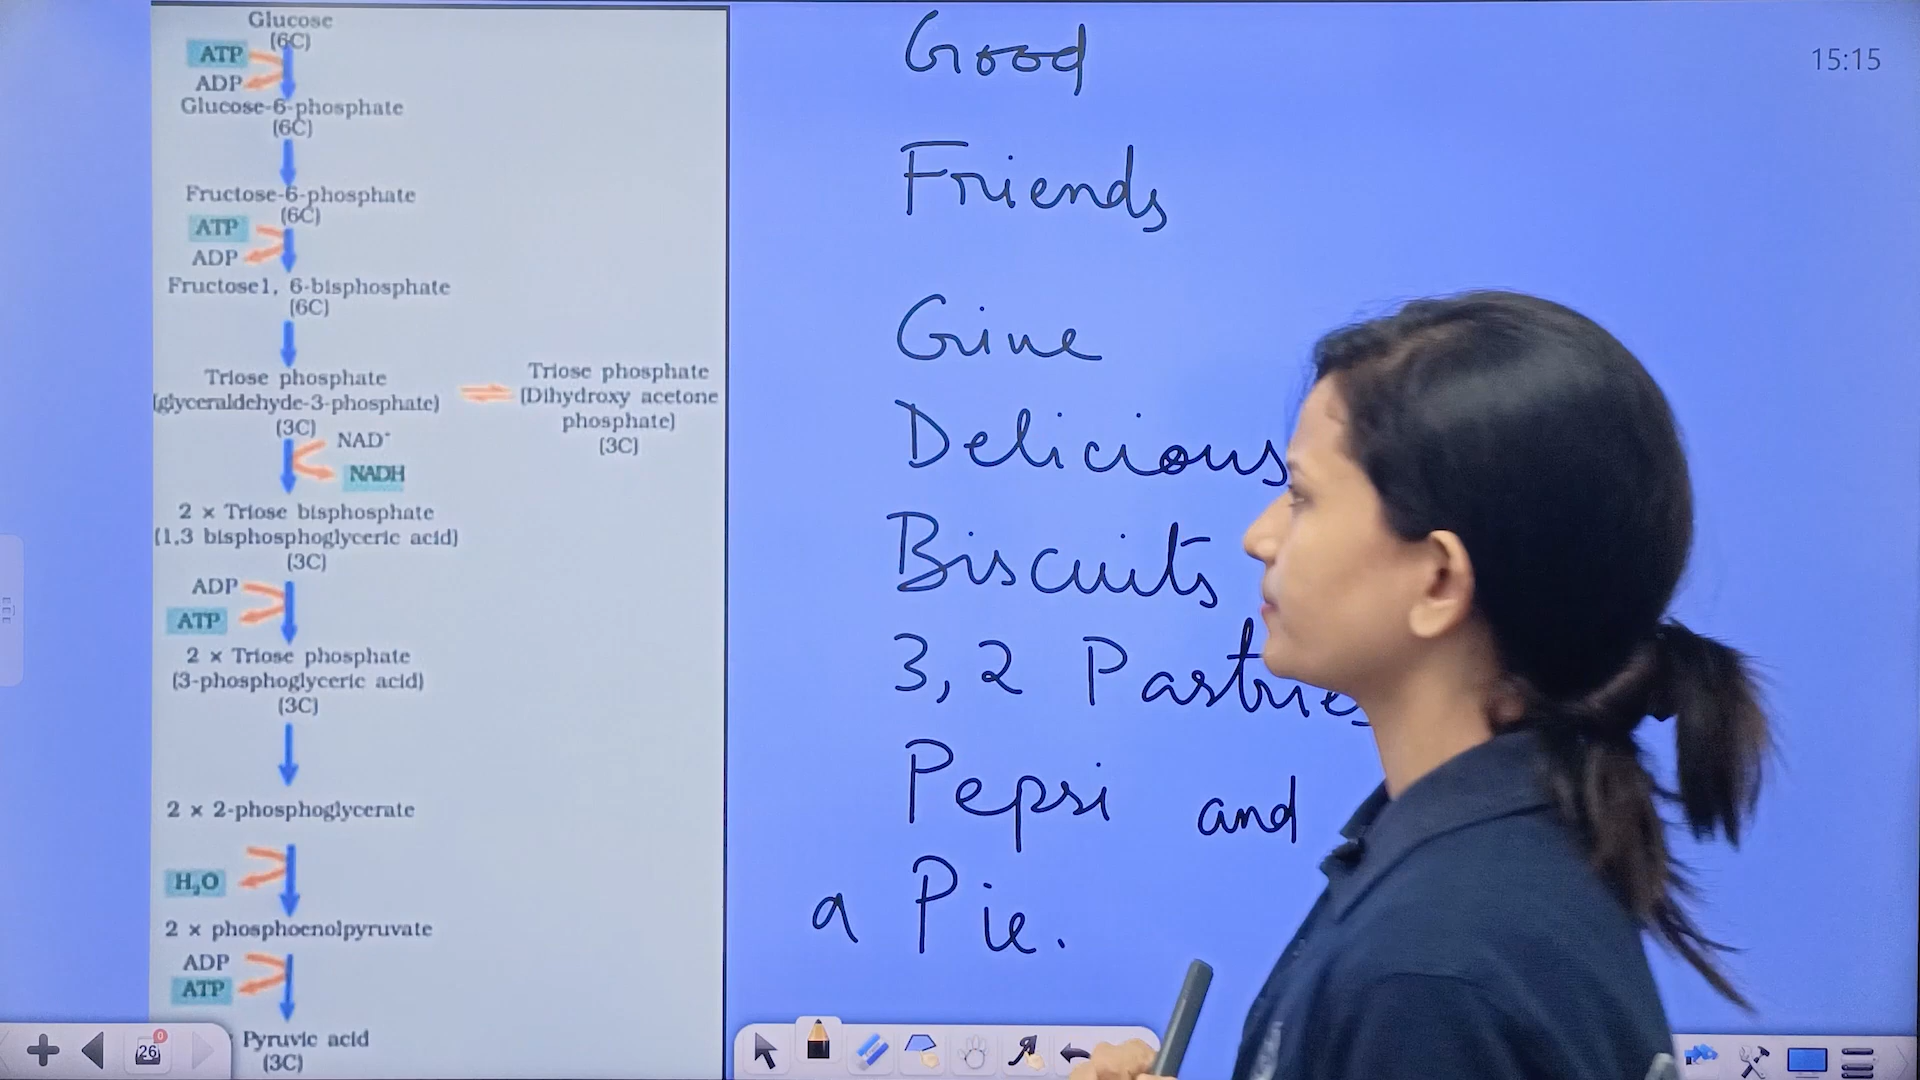 Glucose
(6C)
ATP
ADP
Glucose-6-phosphate
(6C)
Fructose-6-phosphate
(6C)
ATP
ADP
Fructose1, 6-bisphosphate
(6C)
Triose phosphate
(glyceraldehyde-3-phosphate)
(3C)
Triose phosphate
(Dihydroxy acetone
phosphate)
(3C)
NAD⁺
NADH
2 × Triose bisphosphate
(1,3 bisphosphoglyceric acid)
(3C)
ADP
ATP
2 × Triose phosphate
(3-phosphoglyceric acid)
(3C)
2 × 2-phosphoglycerate
H₂O
2 × phosphoenolpyruvate
ADP
ATP
Pyruvic acid
(3C)
Good
Friends
Give
Delicious
Biscuits
3,2 Pastries
Pepsi and
a Pie.
15:15
26
0